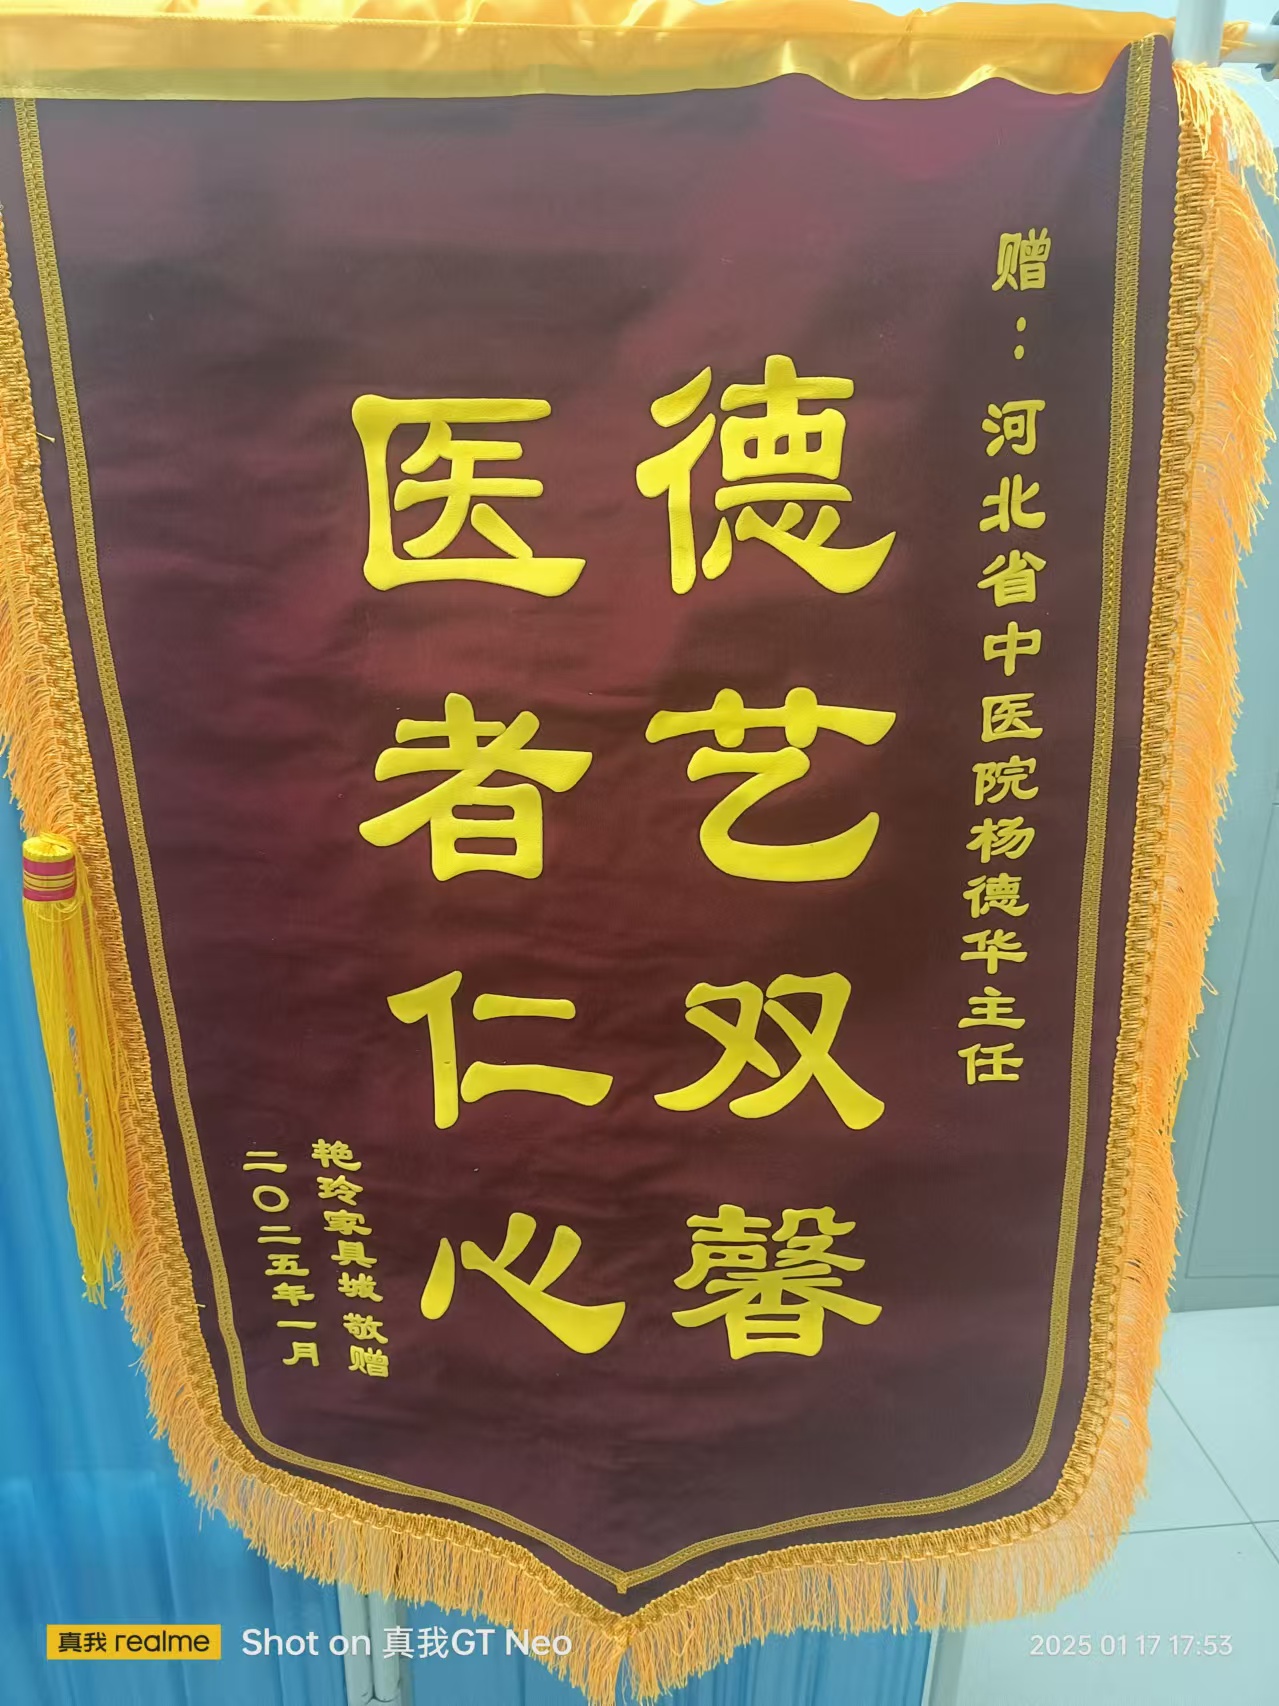 赠：河北省中医院杨德华主任
德艺双馨
医者仁心
艳玲家具城 敬赠
二〇二五年一月
真我 realme
Shot on 真我GT Neo
2025 01 17 17:53